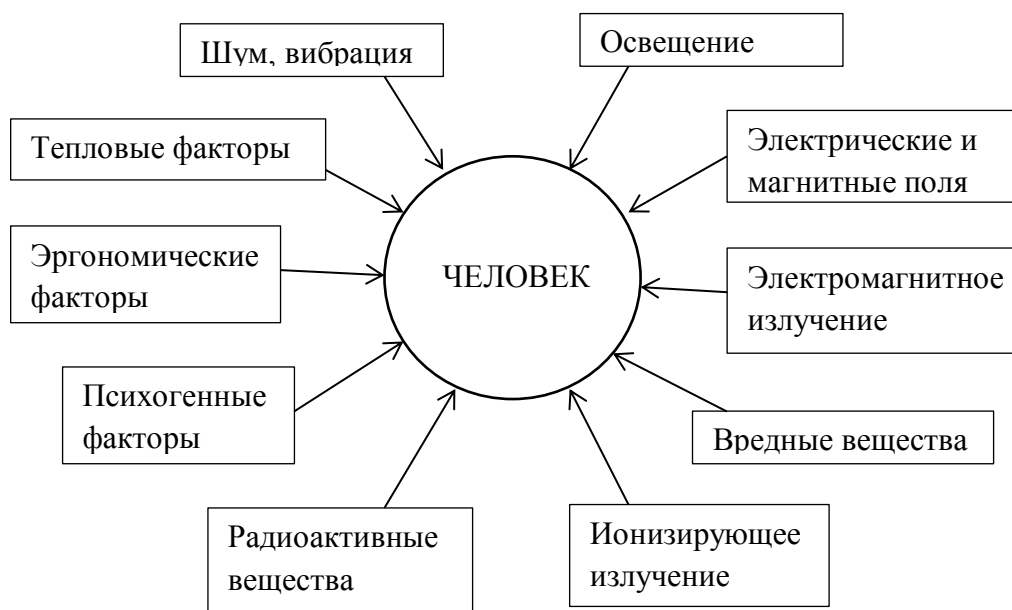 Шум, вибрация
Освещение
Тепловые факторы
Электрические и
магнитные поля
Эргономические
факторы
ЧЕЛОВЕК
Электромагнитное
излучение
Психогенные
факторы
Вредные вещества
Радиоактивные
вещества
Ионизирующее
излучение